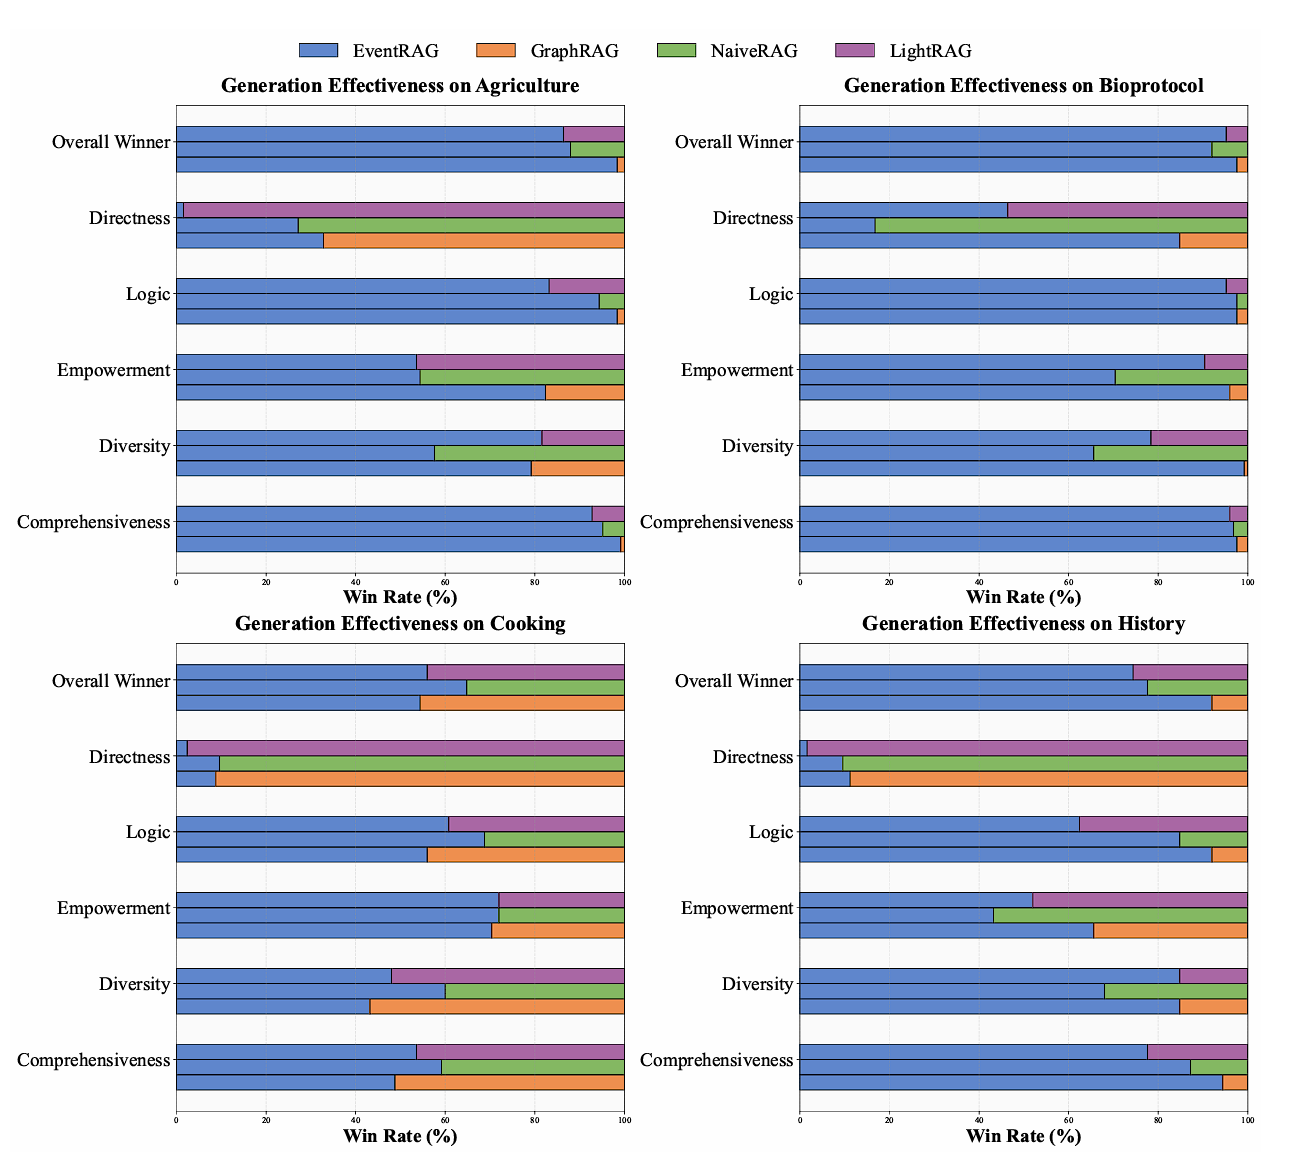 EventRAG GraphRAG NaiveRAG LightRAG
Generation Effectiveness on Agriculture
Overall Winner
Directness
Logic
Empowerment
Diversity
Comprehensiveness
0 20 40 60 80 100
Win Rate (%)
Generation Effectiveness on Bioprotocol
Overall Winner
Directness
Logic
Empowerment
Diversity
Comprehensiveness
0 20 40 60 80 100
Win Rate (%)
Generation Effectiveness on Cooking
Overall Winner
Directness
Logic
Empowerment
Diversity
Comprehensiveness
0 20 40 60 80 100
Win Rate (%)
Generation Effectiveness on History
Overall Winner
Directness
Logic
Empowerment
Diversity
Comprehensiveness
0 20 40 60 80 100
Win Rate (%)